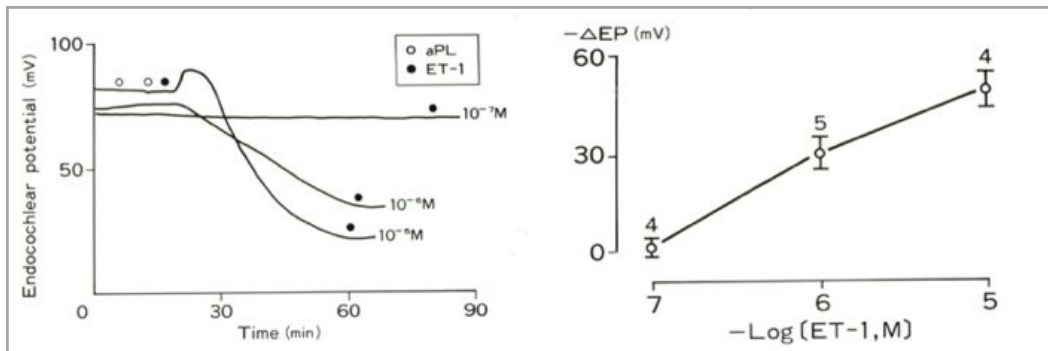 Endocochlear potential (mV)
100
50
0
○ aPL
● ET-1
10⁻⁷M
10⁻⁶M
10⁻⁵M
30
60
90
Time (min)
−△EP (mV)
60
30
0
4
5
4
7
6
5
−Log [ET-1, M]